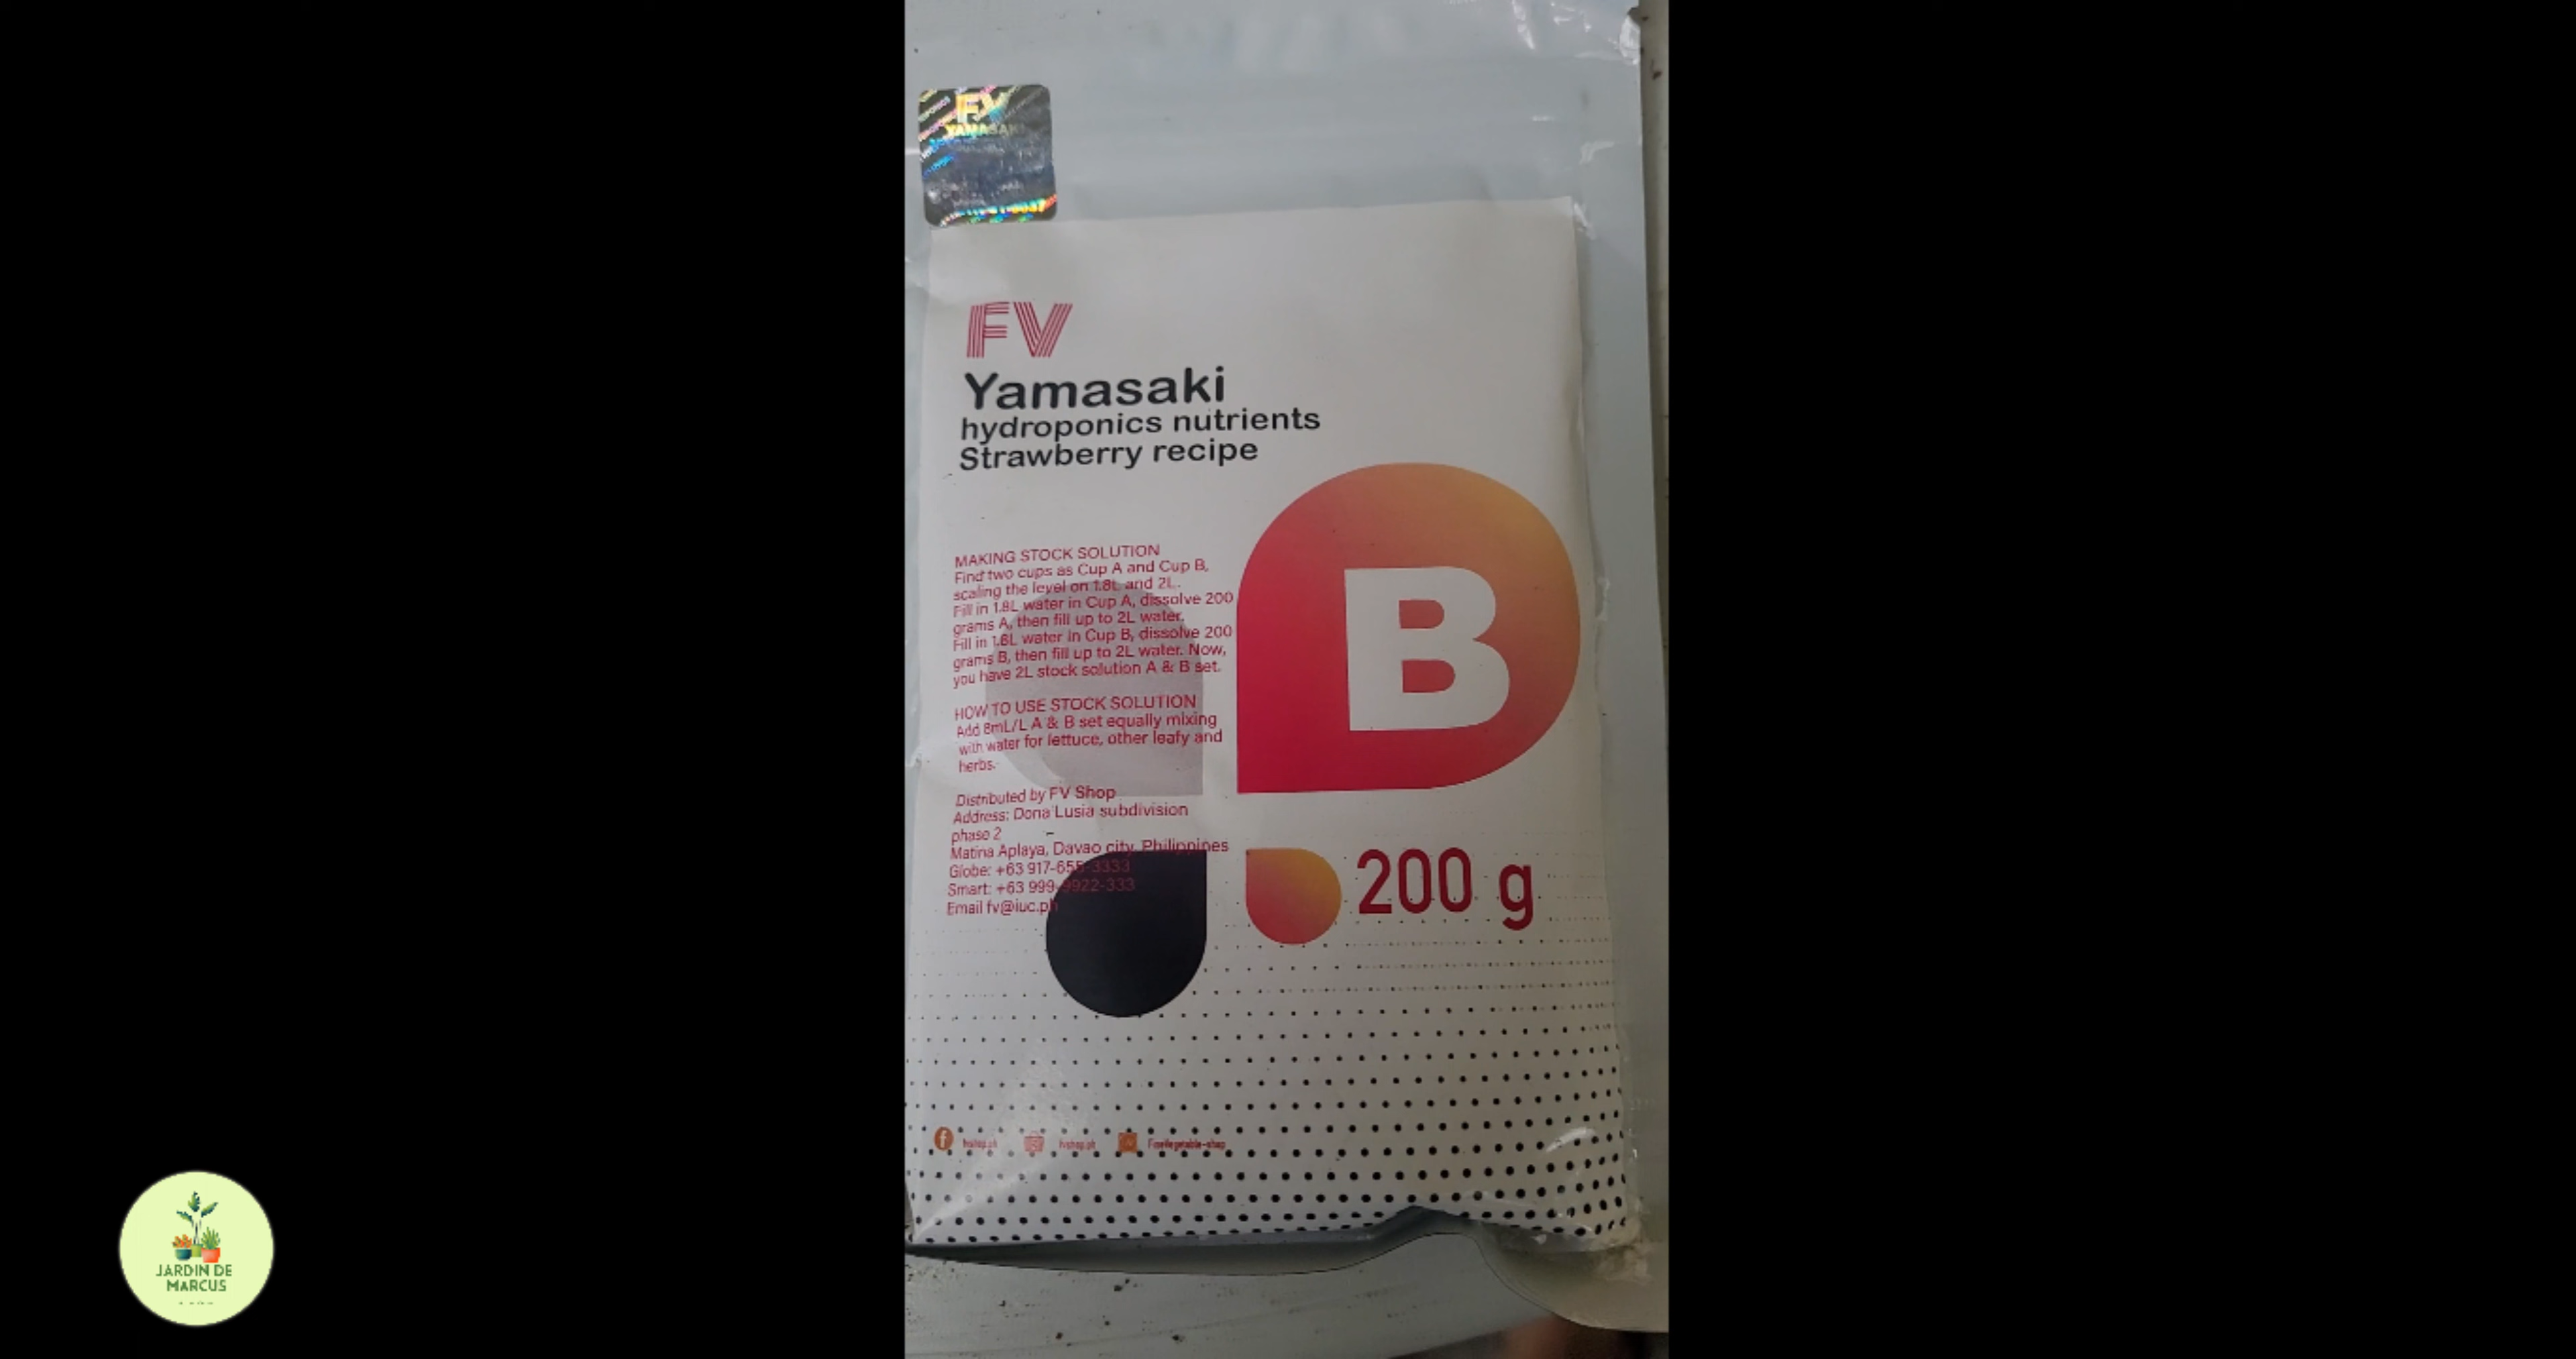 FV
YAMASAKI
FV
Yamasaki
hydroponics nutrients
Strawberry recipe
B
MAKING STOCK SOLUTION
Find two cups as Cup A and Cup B,
scaling the level on 1.8L and 2L.
Fill in 1.8L water in Cup A, dissolve 200
grams A, then fill up to 2L water.
Fill in 1.8L water in Cup B, dissolve 200
grams B, then fill up to 2L water. Now,
you have 2L stock solution A & B set.
HOW TO USE STOCK SOLUTION
Add 8mL/L A & B set equally mixing
with water for lettuce, other leafy and
herbs.
Distributed by FV Shop
Address: Dona Lusia subdivision
phase 2
Matina Aplaya, Davao city, Philippines
Globe: +63 917-655-3333
Smart: +63 999-9922-333
Email fv@iuc.ph
200 g
fvshop.ph fvshop.ph
JARDIN DE
MARCUS